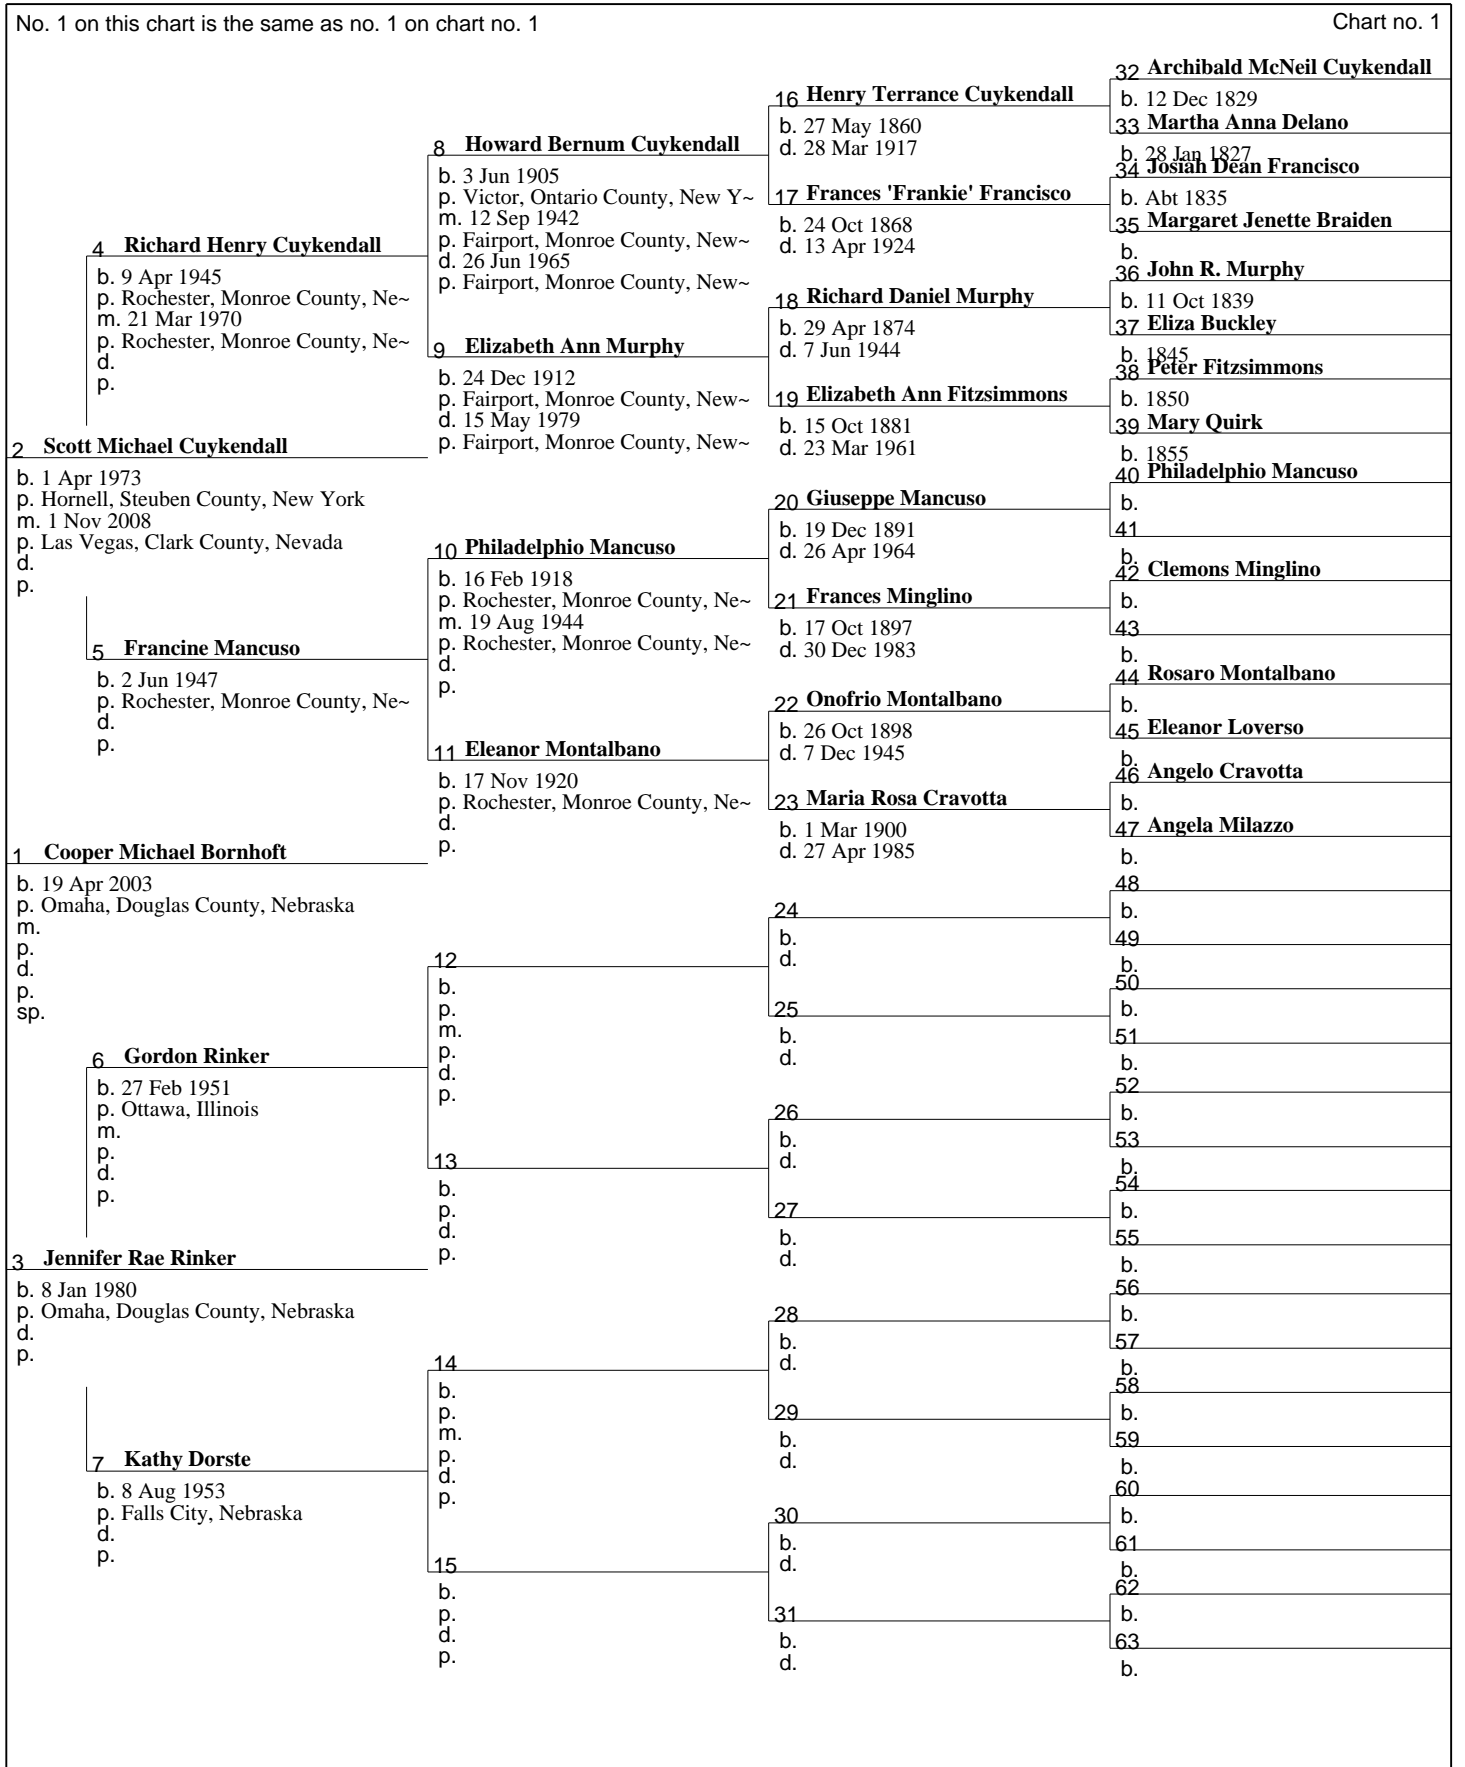 No. 1 on this chart is the same as no. 1 on chart no. 1
Chart no. 1
1 Cooper Michael Bornhoft
b. 19 Apr 2003
p. Omaha, Douglas County, Nebraska
m.
p.
d.
p.
sp.
2 Scott Michael Cuykendall
b. 1 Apr 1973
p. Hornell, Steuben County, New York
m. 1 Nov 2008
p. Las Vegas, Clark County, Nevada
d.
p.
3 Jennifer Rae Rinker
b. 8 Jan 1980
p. Omaha, Douglas County, Nebraska
d.
p.
4 Richard Henry Cuykendall
b. 9 Apr 1945
p. Rochester, Monroe County, Ne~
m. 21 Mar 1970
p. Rochester, Monroe County, Ne~
d.
p.
5 Francine Mancuso
b. 2 Jun 1947
p. Rochester, Monroe County, Ne~
d.
p.
6 Gordon Rinker
b. 27 Feb 1951
p. Ottawa, Illinois
m.
p.
d.
p.
7 Kathy Dorste
b. 8 Aug 1953
p. Falls City, Nebraska
d.
p.
8 Howard Bernum Cuykendall
b. 3 Jun 1905
p. Victor, Ontario County, New Y~
m. 12 Sep 1942
p. Fairport, Monroe County, New~
d. 26 Jun 1965
p. Fairport, Monroe County, New~
9 Elizabeth Ann Murphy
b. 24 Dec 1912
p. Fairport, Monroe County, New~
d. 15 May 1979
p. Fairport, Monroe County, New~
10 Philadelphio Mancuso
b. 16 Feb 1918
p. Rochester, Monroe County, Ne~
m. 19 Aug 1944
p. Rochester, Monroe County, Ne~
d.
p.
11 Eleanor Montalbano
b. 17 Nov 1920
p. Rochester, Monroe County, Ne~
d.
p.
12
b.
p.
m.
p.
d.
p.
13
b.
p.
d.
p.
14
b.
p.
m.
p.
d.
p.
15
b.
p.
d.
p.
16 Henry Terrance Cuykendall
b. 27 May 1860
d. 28 Mar 1917
17 Frances 'Frankie' Francisco
b. 24 Oct 1868
d. 13 Apr 1924
18 Richard Daniel Murphy
b. 29 Apr 1874
d. 7 Jun 1944
19 Elizabeth Ann Fitzsimmons
b. 15 Oct 1881
d. 23 Mar 1961
20 Giuseppe Mancuso
b. 19 Dec 1891
d. 26 Apr 1964
21 Frances Minglino
b. 17 Oct 1897
d. 30 Dec 1983
22 Onofrio Montalbano
b. 26 Oct 1898
d. 7 Dec 1945
23 Maria Rosa Cravotta
b. 1 Mar 1900
d. 27 Apr 1985
24
b.
d.
25
b.
d.
26
b.
d.
27
b.
d.
28
b.
d.
29
b.
d.
30
b.
d.
31
b.
d.
32 Archibald McNeil Cuykendall
b. 12 Dec 1829
33 Martha Anna Delano
b. 28 Jan 1827
34 Josiah Dean Francisco
b. Abt 1835
35 Margaret Jenette Braiden
b.
36 John R. Murphy
b. 11 Oct 1839
37 Eliza Buckley
b. 1845
38 Peter Fitzsimmons
b. 1850
39 Mary Quirk
b. 1855
40 Philadelphio Mancuso
b.
41
b.
42 Clemons Minglino
b.
43
b.
44 Rosaro Montalbano
b.
45 Eleanor Loverso
b.
46 Angelo Cravotta
b.
47 Angela Milazzo
b.
48
b.
49
b.
50
b.
51
b.
52
b.
53
b.
54
b.
55
b.
56
b.
57
b.
58
b.
59
b.
60
b.
61
b.
62
b.
63
b.